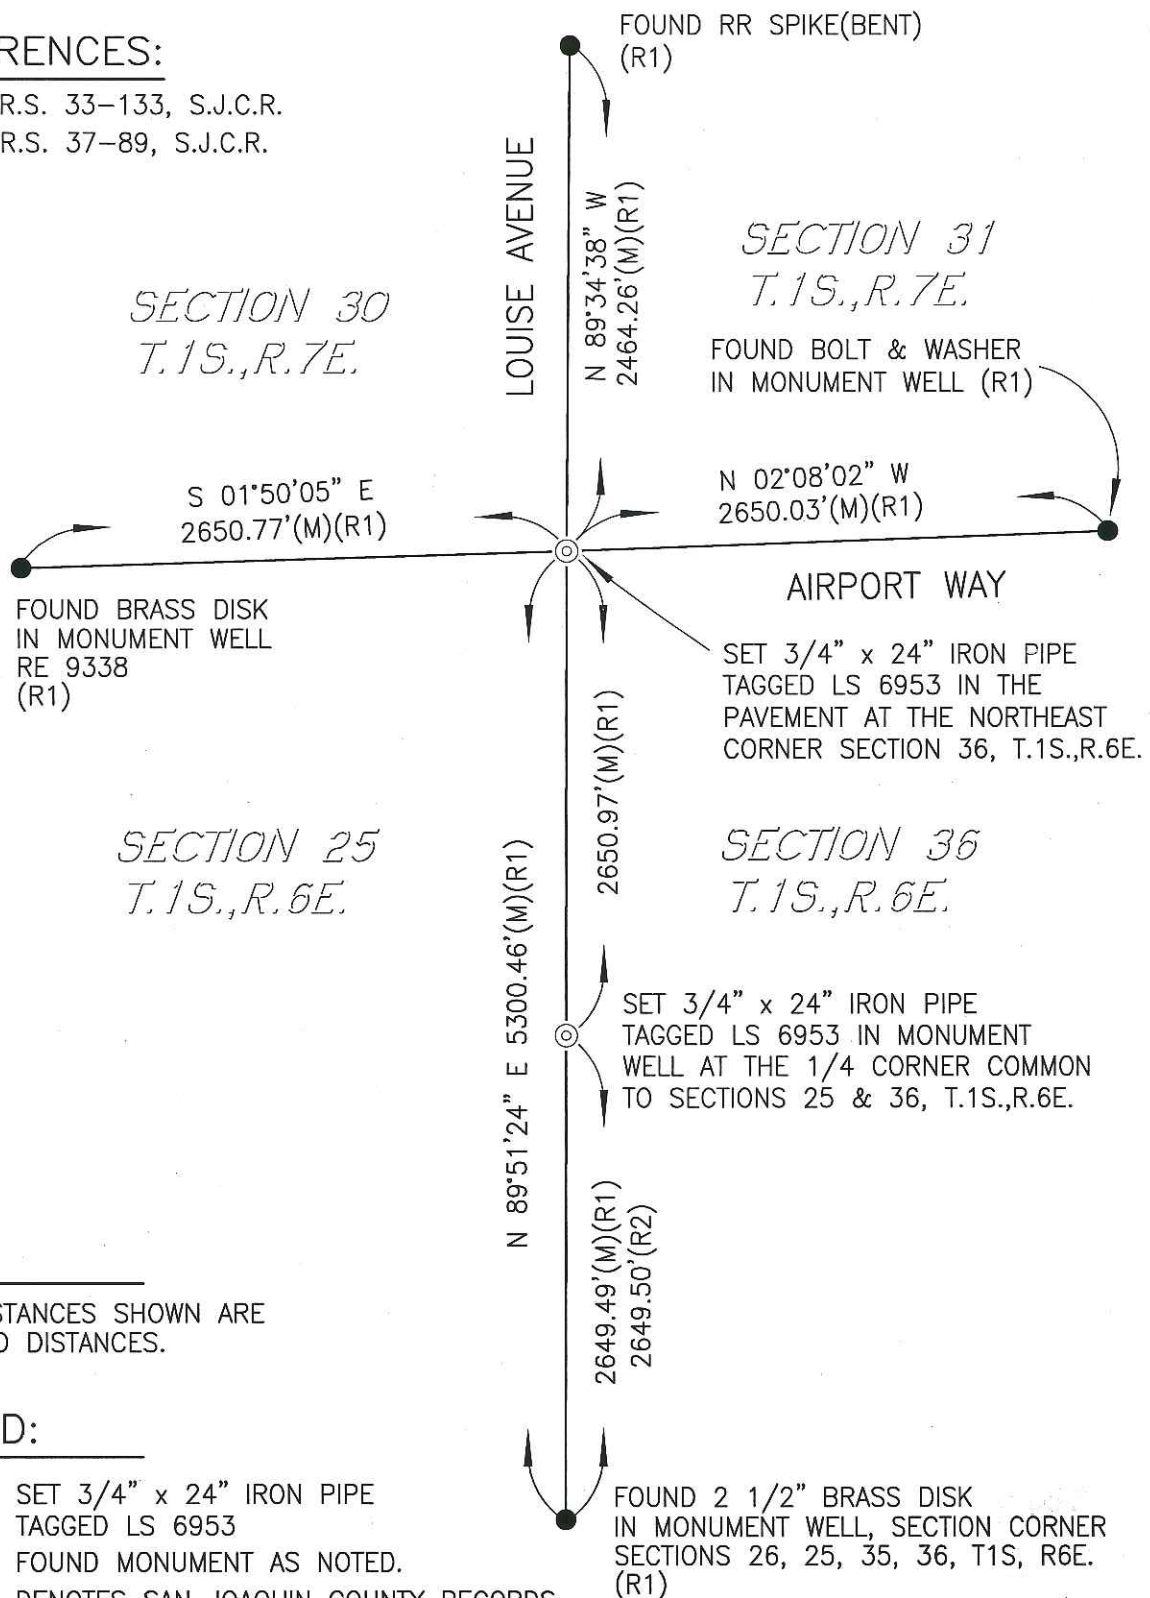 RENCES:
R.S. 33-133, S.J.C.R.
R.S. 37-89, S.J.C.R.
FOUND RR SPIKE(BENT)
(R1)
LOUISE AVENUE
N 89°34'38" W
2464.26'(M)(R1)
SECTION 30
T.1S.,R.7E.
SECTION 31
T.1S.,R.7E.
FOUND BOLT & WASHER
IN MONUMENT WELL (R1)
S 01°50'05" E
2650.77'(M)(R1)
N 02°08'02" W
2650.03'(M)(R1)
AIRPORT WAY
FOUND BRASS DISK
IN MONUMENT WELL
RE 9338
(R1)
SET 3/4" x 24" IRON PIPE
TAGGED LS 6953 IN THE
PAVEMENT AT THE NORTHEAST
CORNER SECTION 36, T.1S.,R.6E.
2650.97'(M)(R1)
SECTION 25
T.1S.,R.6E.
SECTION 36
T.1S.,R.6E.
N 89°51'24" E 5300.46'(M)(R1)
SET 3/4" x 24" IRON PIPE
TAGGED LS 6953 IN MONUMENT
WELL AT THE 1/4 CORNER COMMON
TO SECTIONS 25 & 36, T.1S.,R.6E.
2649.49'(M)(R1)
2649.50'(R2)
STANCES SHOWN ARE
D DISTANCES.
D:
SET 3/4" x 24" IRON PIPE
TAGGED LS 6953
FOUND MONUMENT AS NOTED.
DENOTES SAN JOAQUIN COUNTY RECORDS
FOUND 2 1/2" BRASS DISK
IN MONUMENT WELL, SECTION CORNER
SECTIONS 26, 25, 35, 36, T1S, R6E.
(R1)